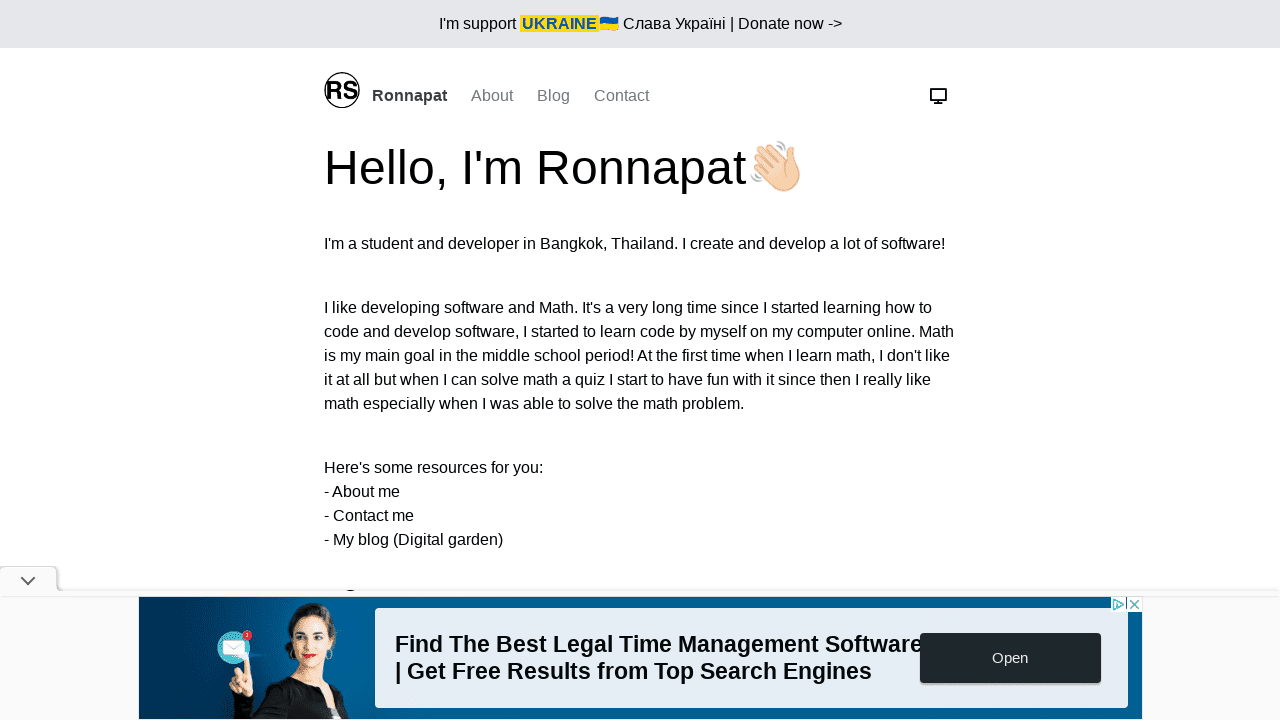 I'm support UKRAINE🇺🇦 Слава Україні | Donate now ->
RS Ronnapat About Blog Contact
Hello, I'm Ronnapat👋🏻
I'm a student and developer in Bangkok, Thailand. I create and develop a lot of software!
I like developing software and Math. It's a very long time since I started learning how to
code and develop software, I started to learn code by myself on my computer online. Math
is my main goal in the middle school period! At the first time when I learn math, I don't like
it at all but when I can solve math a quiz I start to have fun with it since then I really like
math especially when I was able to solve the math problem.
Here's some resources for you:
- About me
- Contact me
- My blog (Digital garden)
Find The Best Legal Time Management Software
| Get Free Results from Top Search Engines
Open